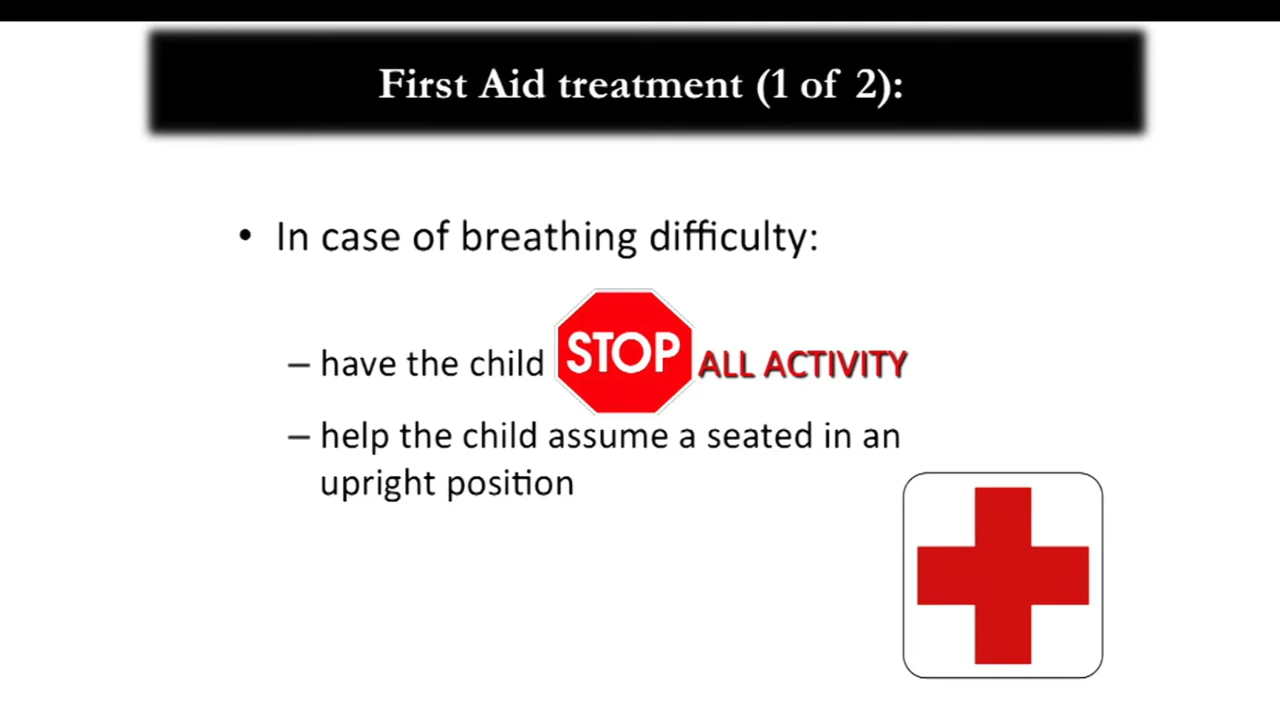 First Aid treatment (1 of 2):
• In case of breathing difficulty:
– have the child STOP ALL ACTIVITY
– help the child assume a seated in an
upright position